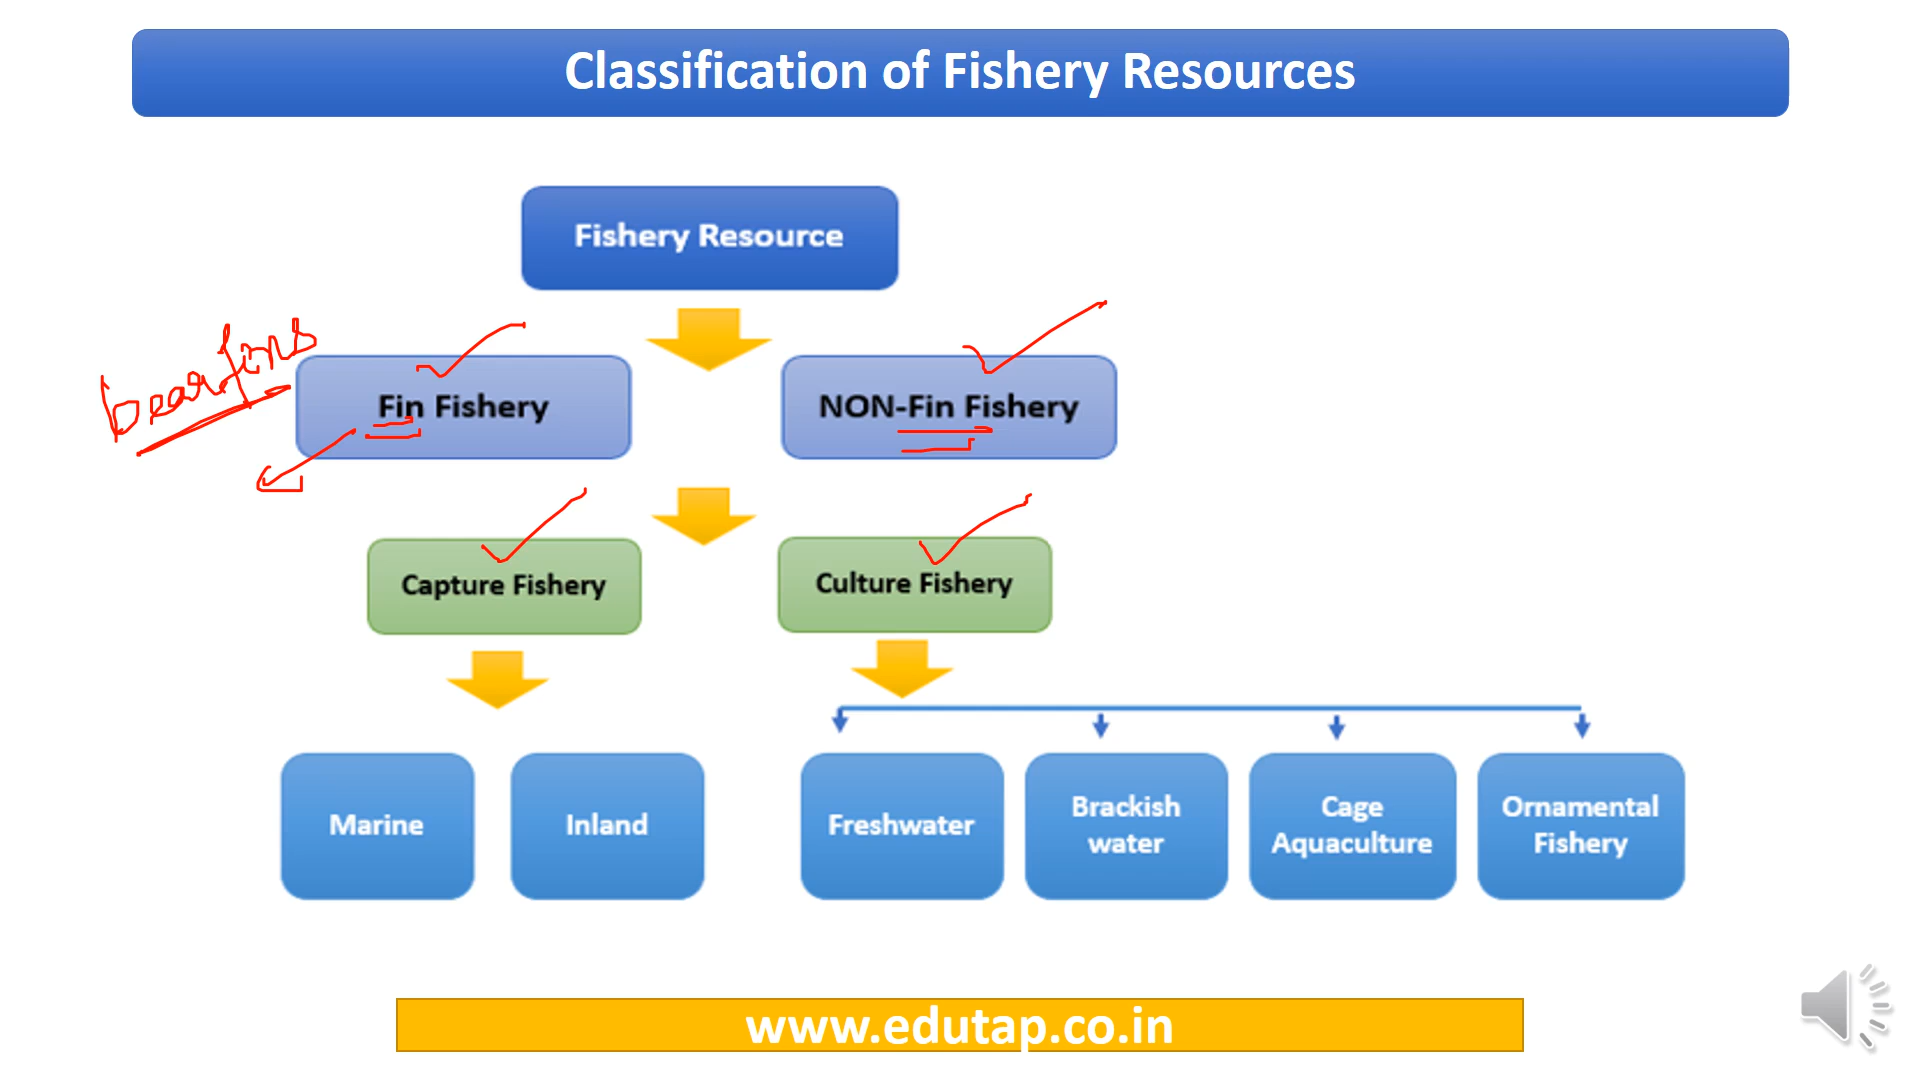 Classification of Fishery Resources
Fishery Resource
bear fins
Fin Fishery
NON-Fin Fishery
Capture Fishery
Culture Fishery
Marine
Inland
Freshwater
Brackish
water
Cage
Aquaculture
Ornamental
Fishery
www.edutap.co.in